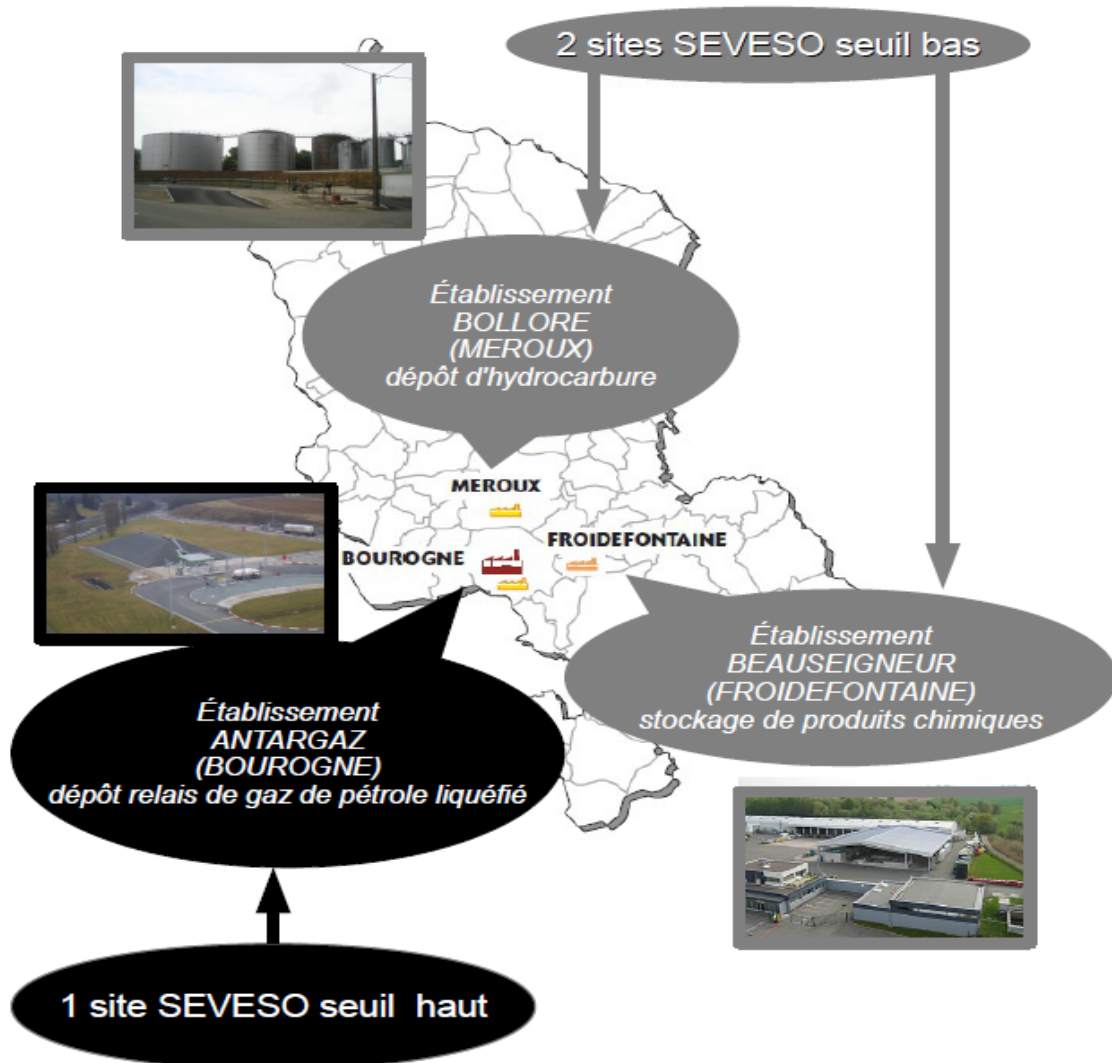 2 sites SEVESO seuil bas
Établissement
BOLLORE
(MEROUX)
dépôt d'hydrocarbure
MEROUX
FROIDEFONTAINE
BOUROGNE
Établissement
BEAUSEIGNEUR
(FROIDEFONTAINE)
stockage de produits chimiques
Établissement
ANTARGAZ
(BOUROGNE)
dépôt relais de gaz de pétrole liquéfié
1 site SEVESO seuil haut